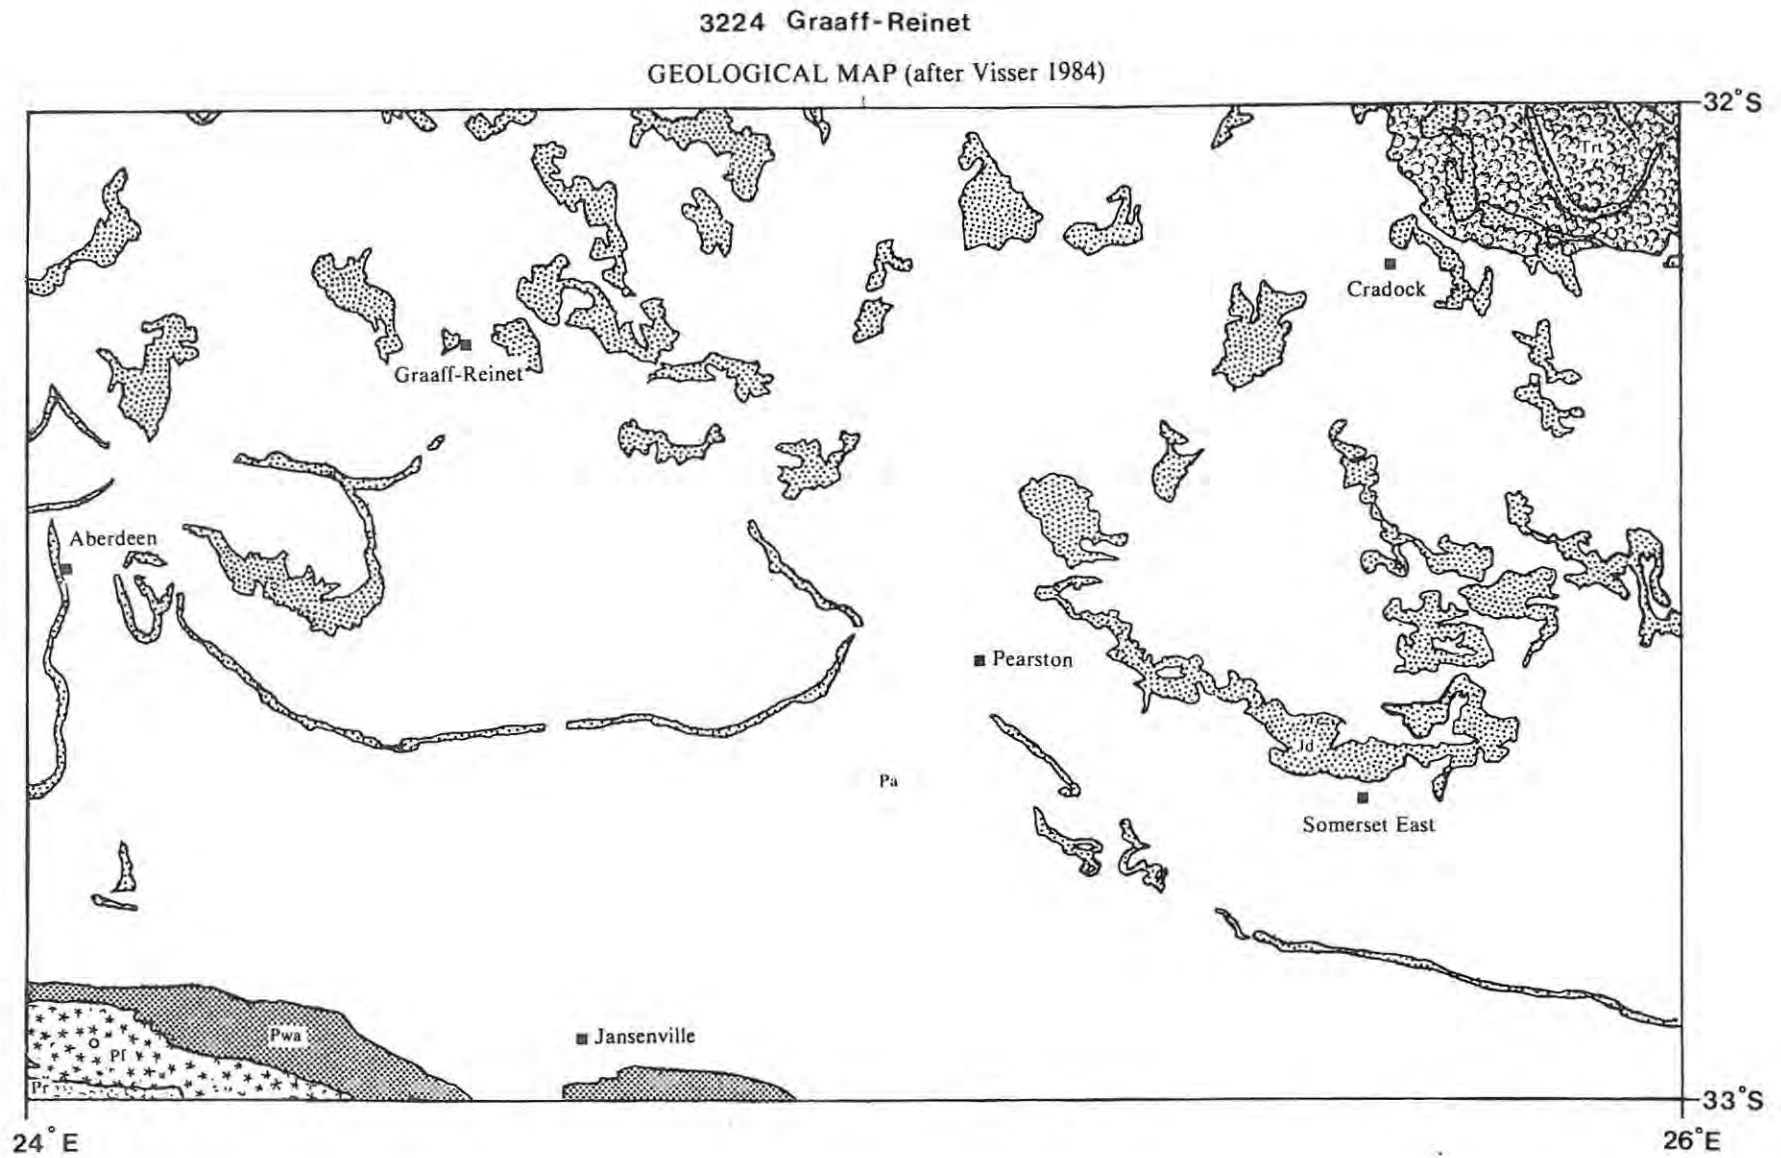 3224 Graaff-Reinet
GEOLOGICAL MAP (after Visser 1984)
32°S
Trt
Cradock
Graaff-Reinet
Aberdeen
Pearston
Jd
Pa
Somerset East
Pwa
Jansenville
Pf
Pr
33°S
24°E
26°E